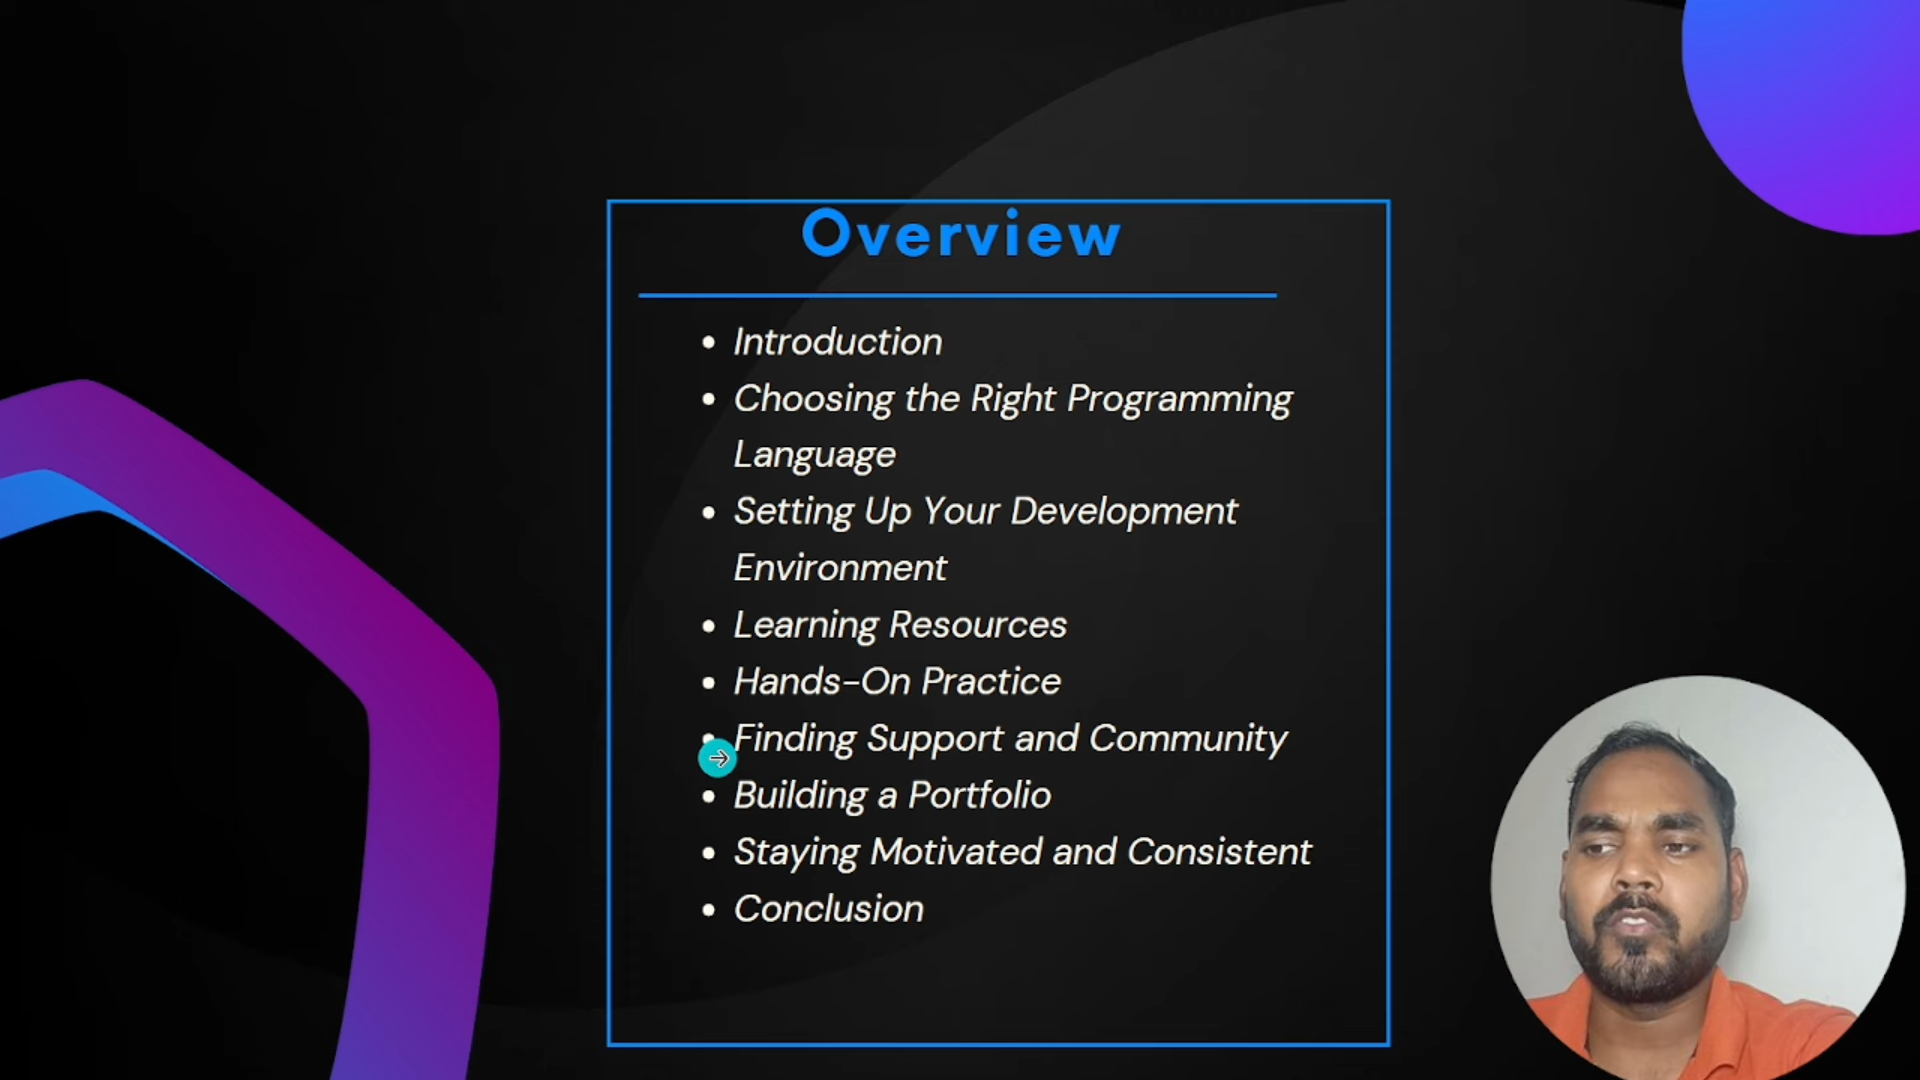 Overview
• Introduction
• Choosing the Right Programming
Language
• Setting Up Your Development
Environment
• Learning Resources
• Hands-On Practice
• Finding Support and Community
• Building a Portfolio
• Staying Motivated and Consistent
• Conclusion